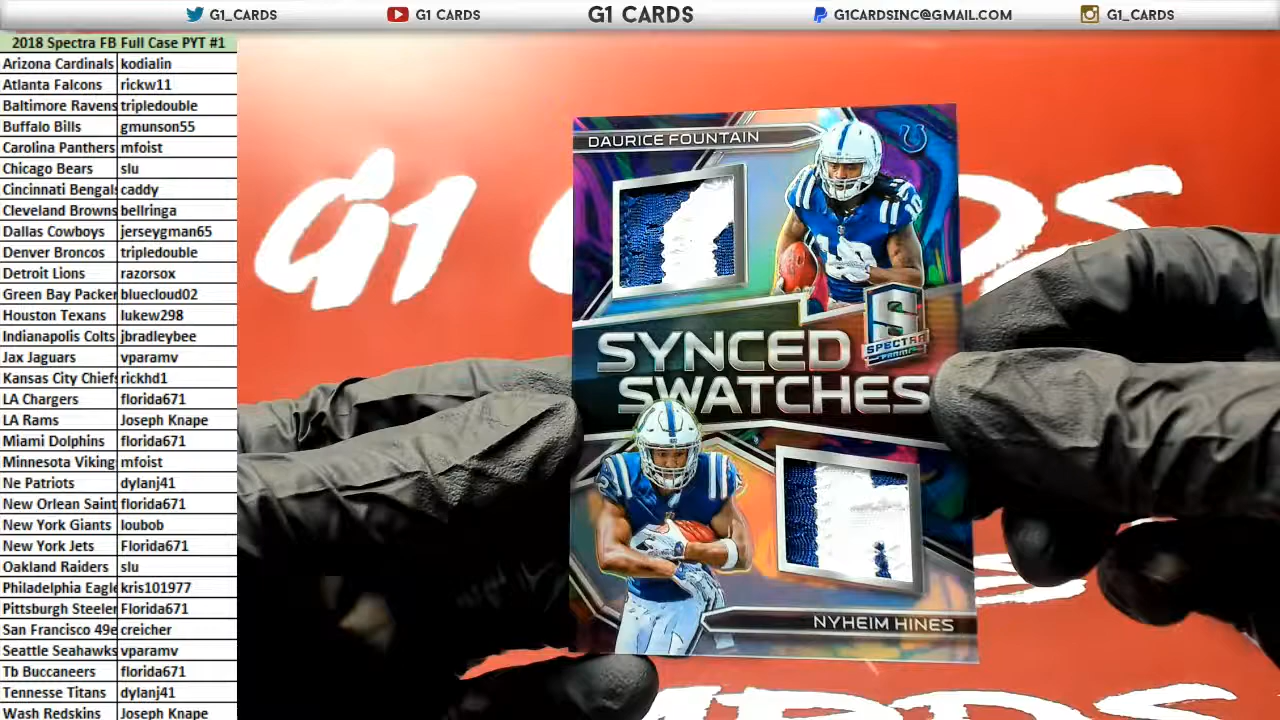 G1_CARDS G1 CARDS G1 CARDS G1CARDSINC@GMAIL.COM G1_CARDS
2018 Spectra FB Full Case PYT #1
Arizona Cardinals kodialin
Atlanta Falcons rickw11
Baltimore Ravens tripledouble
Buffalo Bills gmunson55
Carolina Panthers mfoist
Chicago Bears slu
Cincinnati Bengals caddy
Cleveland Browns bellringa
Dallas Cowboys jerseygman65
Denver Broncos tripledouble
Detroit Lions razorsox
Green Bay Packer bluecloud02
Houston Texans lukew298
Indianapolis Colts jbradleybee
Jax Jaguars vparamv
Kansas City Chiefs rickhd1
LA Chargers florida671
LA Rams Joseph Knape
Miami Dolphins florida671
Minnesota Viking mfoist
Ne Patriots dylanj41
New Orlean Saint florida671
New York Giants loubob
New York Jets Florida671
Oakland Raiders slu
Philadelphia Eagle kris101977
Pittsburgh Steeler Florida671
San Francisco 49e creicher
Seattle Seahawks vparamv
Tb Buccaneers florida671
Tennesse Titans dylanj41
Wash Redskins Joseph Knape
G1
DAURICE FOUNTAIN
10
S
SPECTRA
PANINI
SYNCED
SWATCHES
NYHEIM HINES